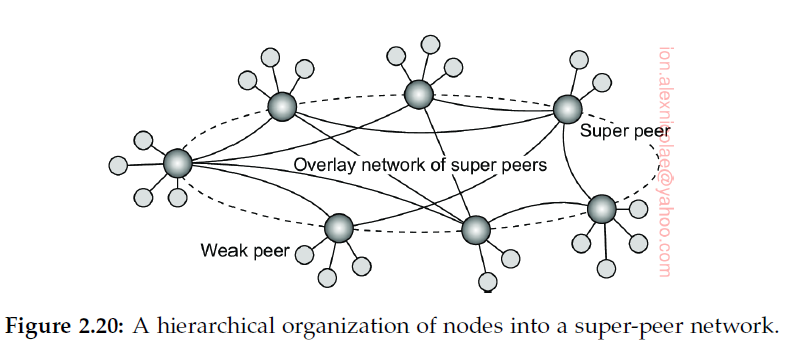 Super peer
Overlay network of super peers
Weak peer
ion.alexnicolae@yahoo.com
Figure 2.20: A hierarchical organization of nodes into a super-peer network.